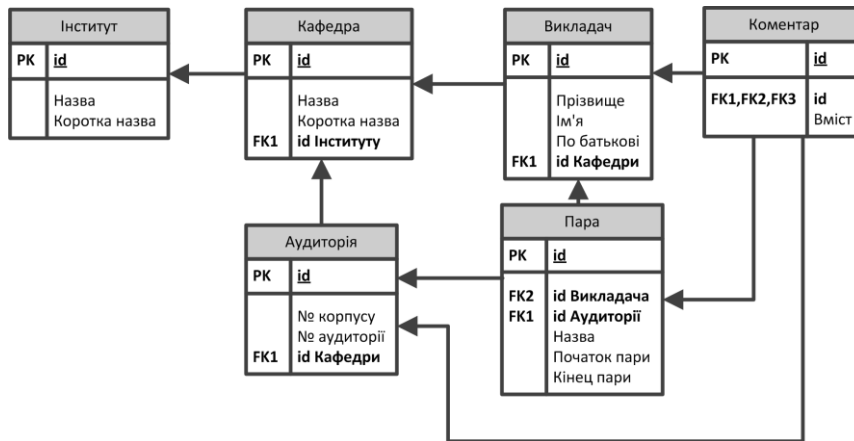 Інститут
PK id
Назва
Коротка назва
Кафедра
PK id
Назва
Коротка назва
FK1 id Інституту
Викладач
PK id
Прізвище
Ім'я
По батькові
FK1 id Кафедри
Коментар
PK id
FK1,FK2,FK3 id
Вміст
Аудиторія
PK id
№ корпусу
№ аудиторії
FK1 id Кафедри
Пара
PK id
FK2 id Викладача
FK1 id Аудиторії
Назва
Початок пари
Кінец пари